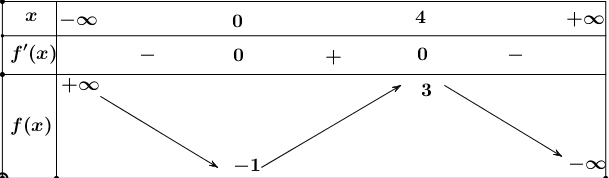 x −∞ 0 4 +∞
f′(x) − 0 + 0 −
+∞ 3
f(x)
−1 −∞